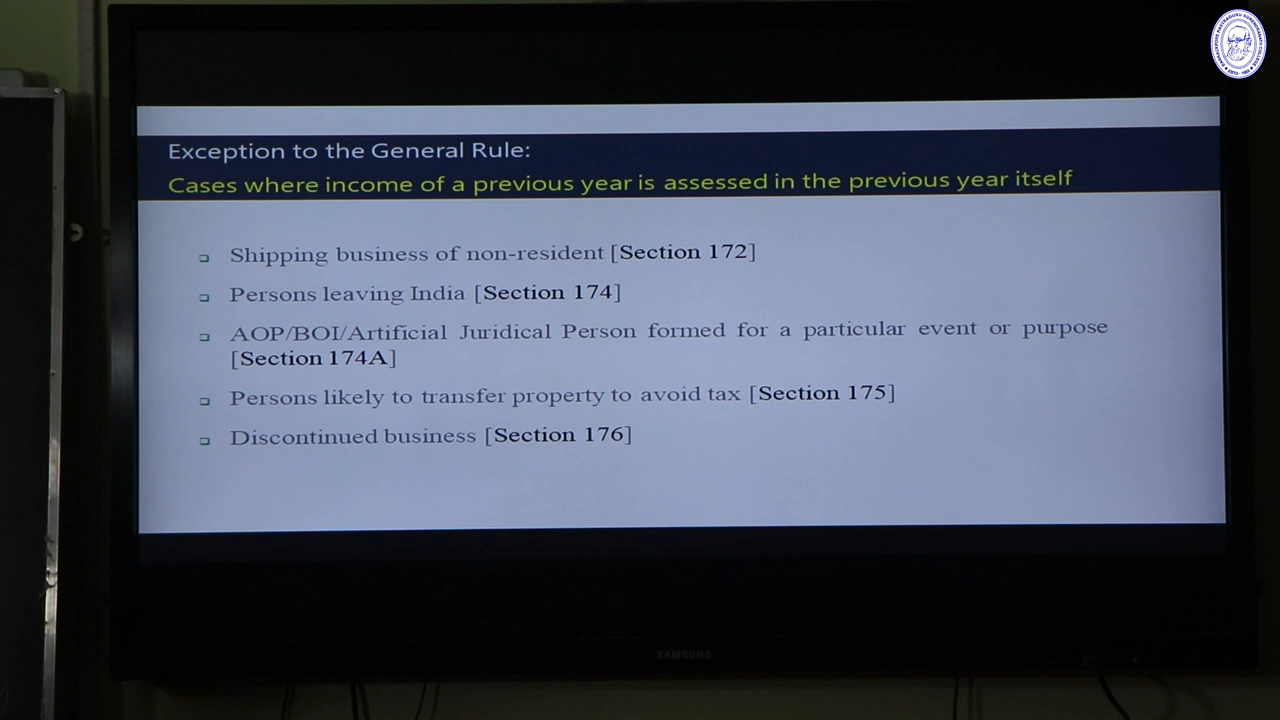 Exception to the General Rule:
Cases where income of a previous year is assessed in the previous year itself
Shipping business of non-resident [Section 172]
Persons leaving India [Section 174]
AOP/BOI/Artificial Juridical Person formed for a particular event or purpose
[Section 174A]
Persons likely to transfer property to avoid tax [Section 175]
Discontinued business [Section 176]
SAMSUNG